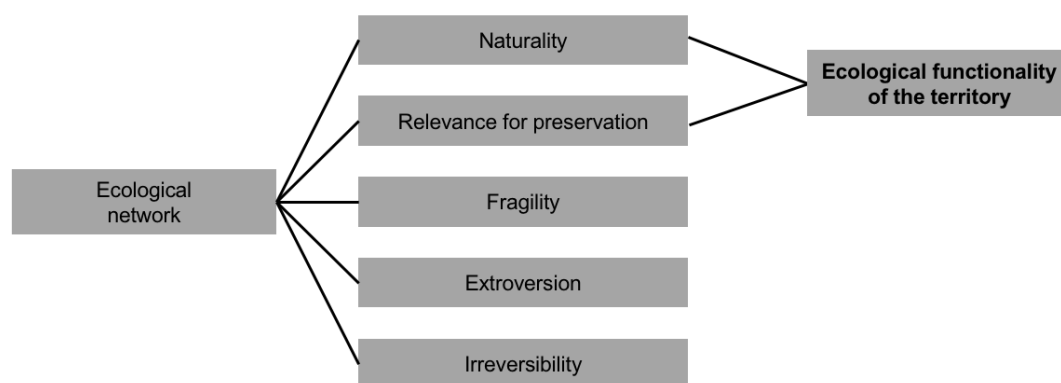 Naturality
Ecological functionality
of the territory
Relevance for preservation
Ecological
network
Fragility
Extroversion
Irreversibility